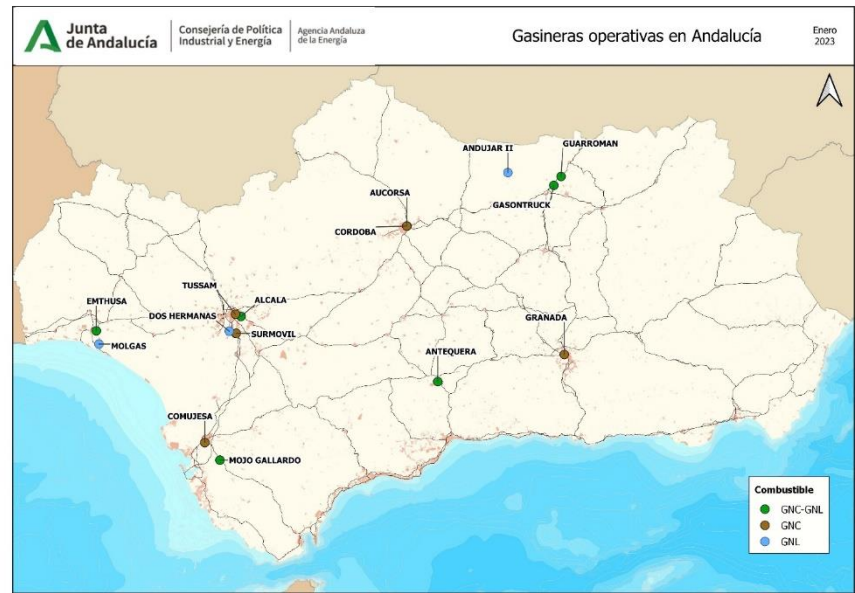 Junta
de Andalucía
Consejería de Política
Industrial y Energía
Agencia Andaluza
de la Energía
Gasineras operativas en Andalucía
Enero
2023
GUARROMAN
ANDUJAR II
AUCORSA
GASONTRUCK
CORDOBA
TUSSAM
EMTHUSA
ALCALA
DOS HERMANAS
GRANADA
SURMOVIL
MOLGAS
ANTEQUERA
COMUJESA
MOJO GALLARDO
Combustible
GNC-GNL
GNC
GNL